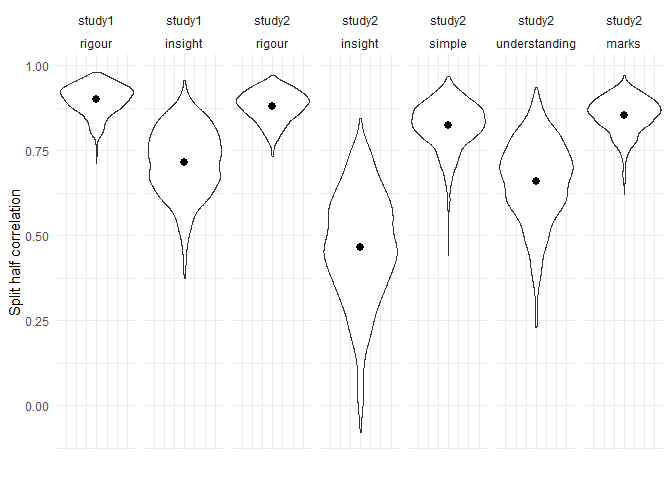 study1 study1 study2 study2 study2 study2 study2
rigour insight rigour insight simple understanding marks
1.00
0.75
0.50
0.25
0.00
Split half correlation